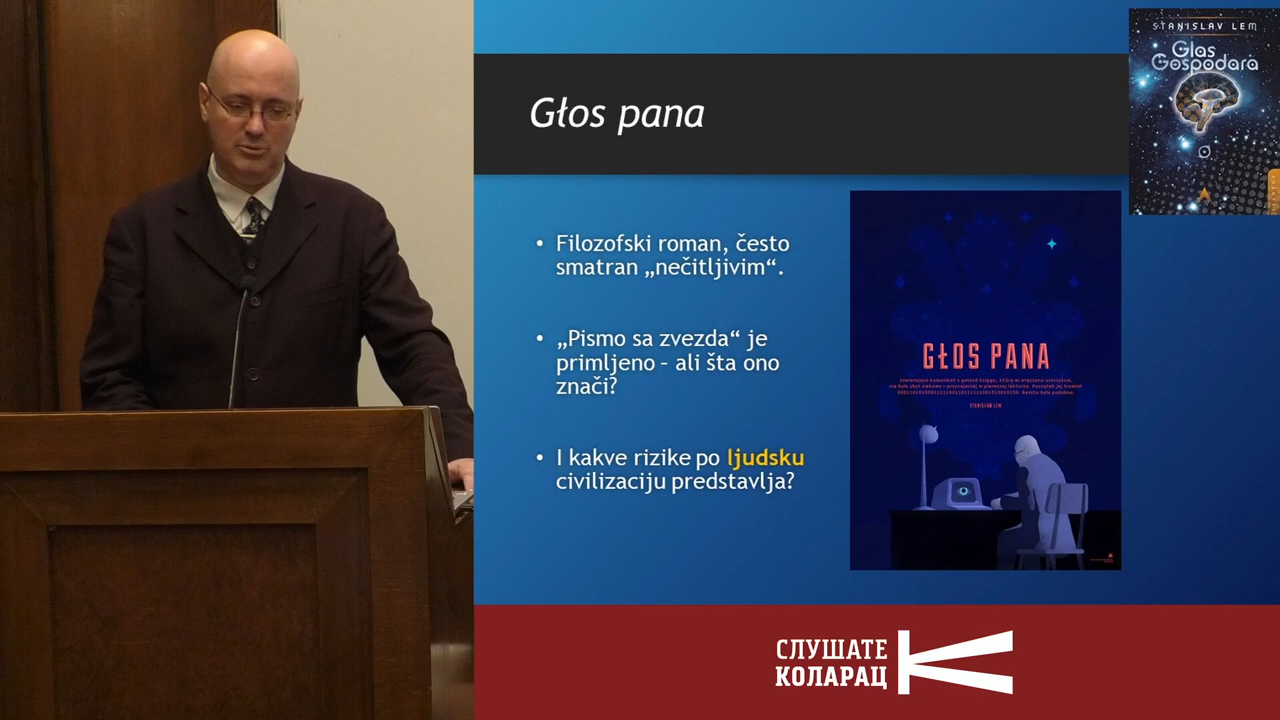 Głos pana
• Filozofski roman, često
smatran „nečitljivim“.
• „Pismo sa zvezda“ je
primljeno – ali šta ono
znači?
• I kakve rizike po ljudsku
civilizaciju predstavlja?
STANISLAV LEM
Glas
Gospodara
GŁOS PANA
STANISŁAW LEM
СЛУШАТЕ
КОЛАРАЦ